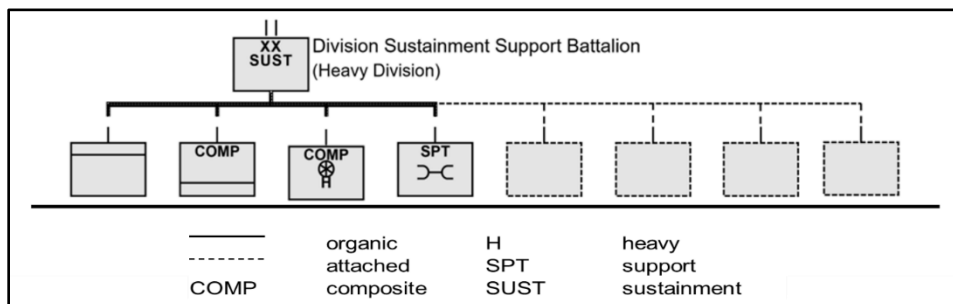 XX
SUST
Division Sustainment Support Battalion
(Heavy Division)
COMP
COMP
H
SPT
organic H heavy
attached SPT support
COMP composite SUST sustainment